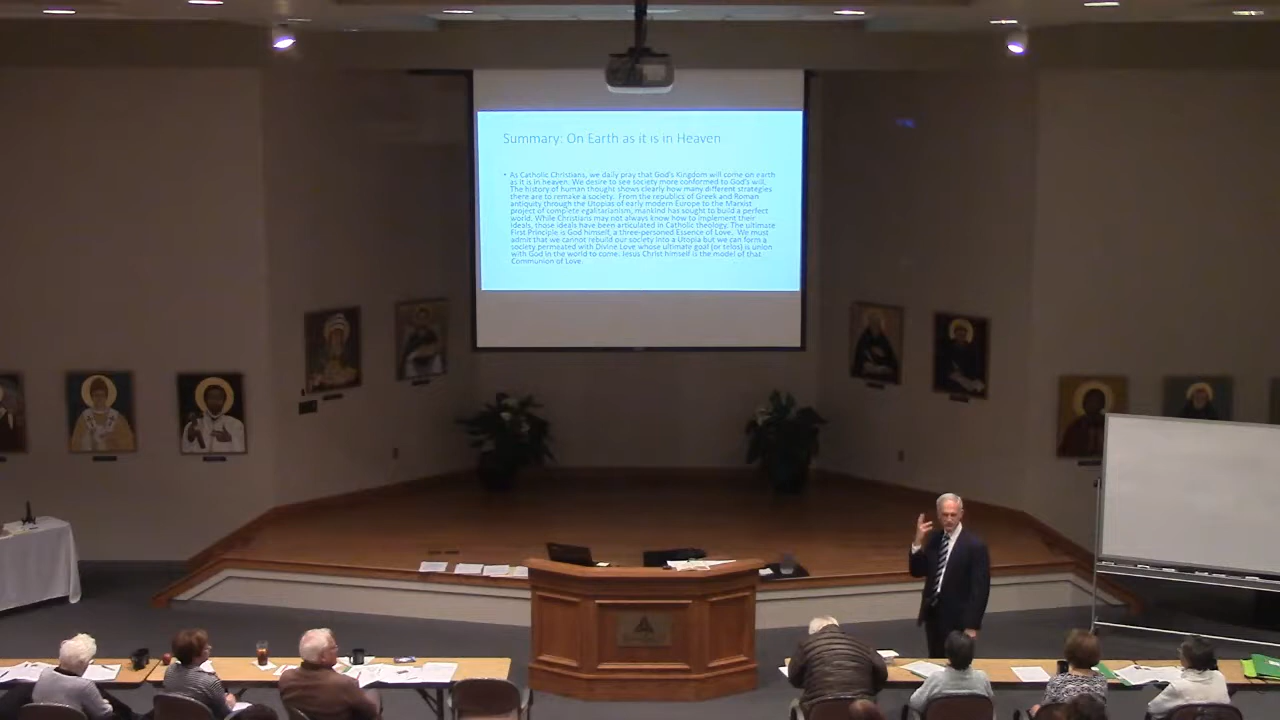 Summary: On Earth as it is in Heaven
• As Catholic Christians, we daily pray that God's Kingdom will come on earth
as it is in heaven. We desire to see society more conformed to God's will.
The history of human thought shows clearly how many different strategies
there are to remake a society. From the republics of Greek and Roman
antiquity through the Utopias of early modern Europe to the Marxist
project of complete egalitarianism, mankind has sought to build a perfect
world. While Christians may not always know how to implement their
ideals, those ideals have been articulated in Catholic theology. The ultimate
First Principle is God himself, a three-personed Essence of Love. We must
admit that we cannot rebuild our society into a Utopia but we can form a
society permeated with Divine Love whose ultimate goal (or telos) is union
with God in the world to come. Jesus Christ himself is the model of that
Communion of Love.